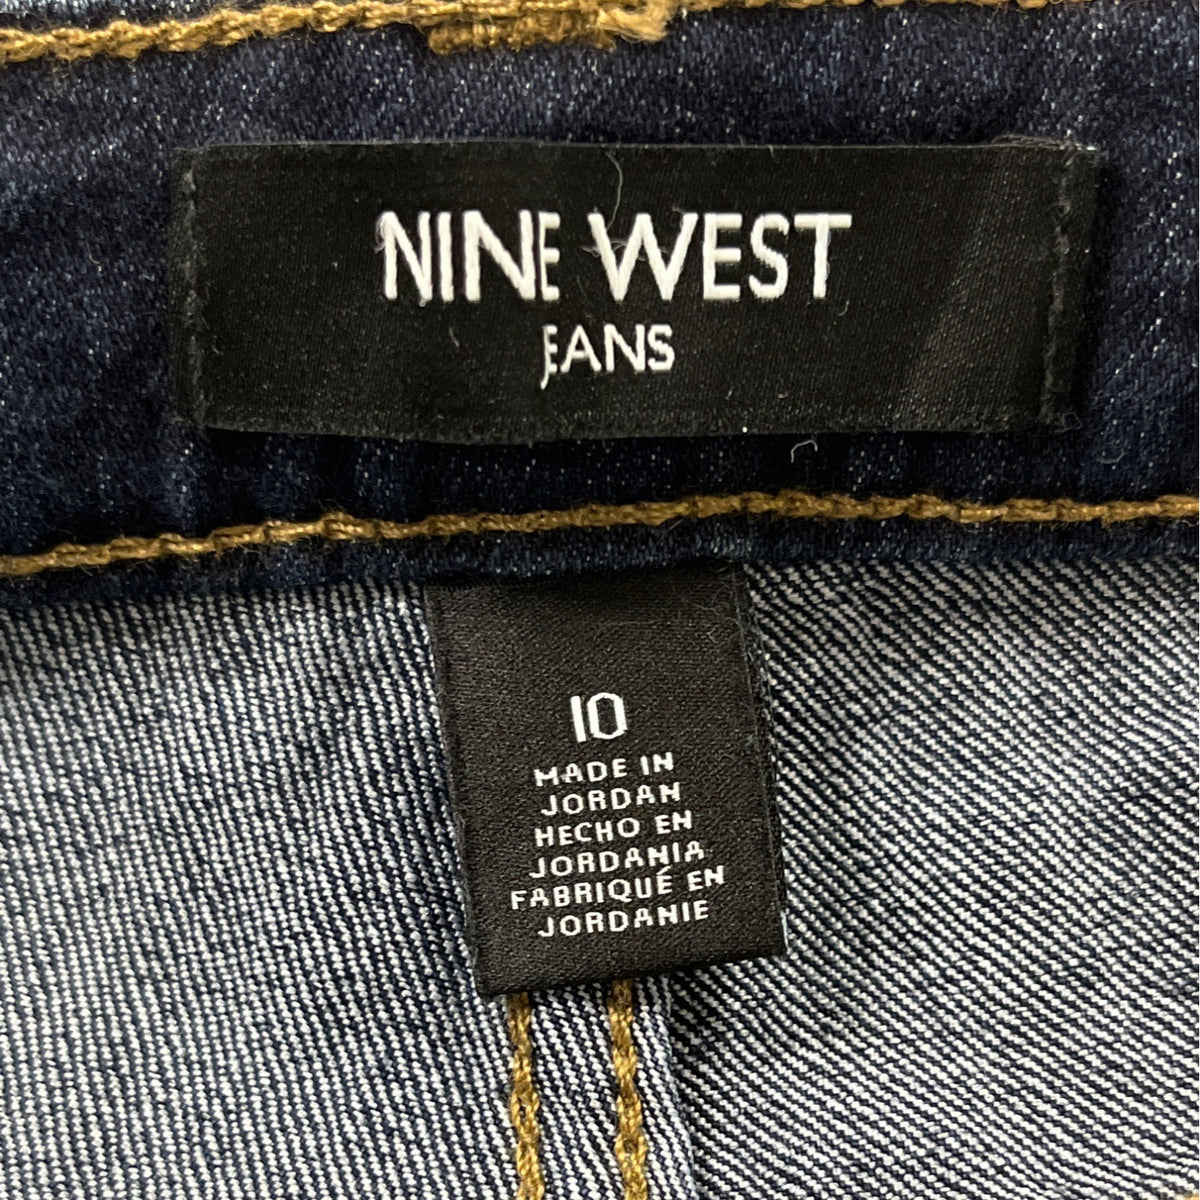 NINE WEST
JEANS
10
MADE IN
JORDAN
HECHO EN
JORDANIA
FABRIQUÉ EN
JORDANIE